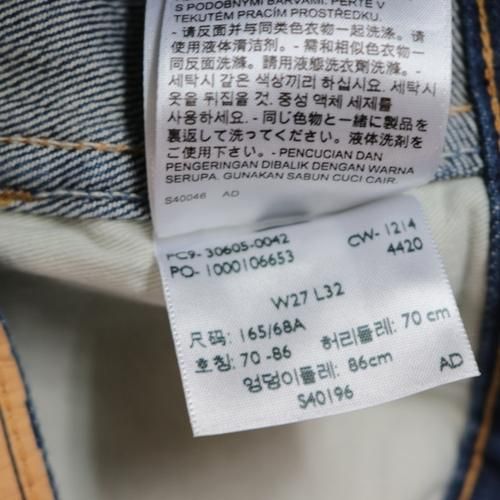 S PODOBNÝMI BARVAMI. PERTE V
TEKUTÉM PRACÍM PROSTŘEDKU.
- 请反面并与同类色衣物一起洗涤。请
使用液体清洁剂。- 需和相似色衣物一
同反面洗滌。請用液態洗衣劑洗滌。-
세탁시 같은 색상끼리 하십시요. 세탁시
옷을 뒤집을 것. 중성 액체 세제를
사용하세요. - 同じ色物と一緒に製品を
裏返して洗ってください。液体洗剤を
ご使用下さい。- PENCUCIAN DAN
PENGERINGAN DIBALIK DENGAN WARNA
SERUPA. GUNAKAN SABUN CUCI CAIR.
S40046 AD
PC9- 30605-0042 CW- 1214
PO- 1000106653 4420
W27 L32
尺码: 165/68A
호칭: 70 -86 허리둘레: 70 cm
엉덩이둘레: 86cm AD
S40196